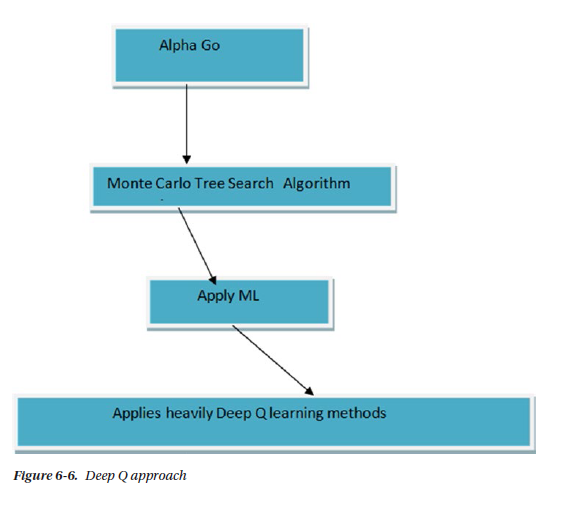 Alpha Go
Monte Carlo Tree Search Algorithm
Apply ML
Applies heavily Deep Q learning methods
Figure 6-6. Deep Q approach